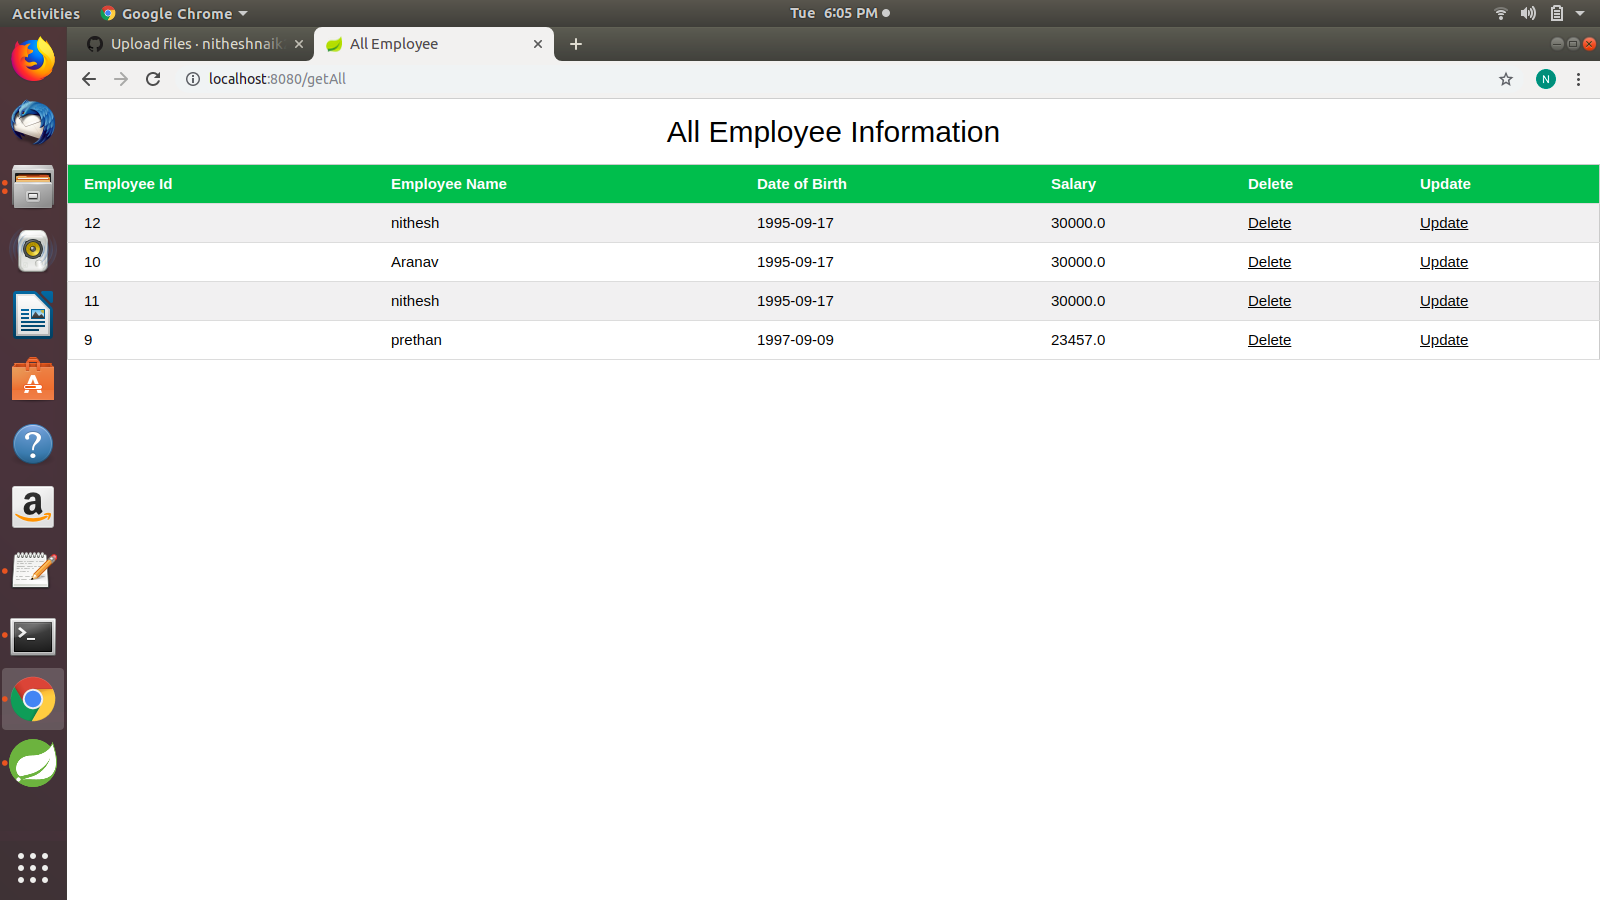 Activities Google Chrome Tue 6:05 PM
Upload files · nitheshnaik All Employee
localhost:8080/getAll N
All Employee Information
Employee Id Employee Name Date of Birth Salary Delete Update
12 nithesh 1995-09-17 30000.0 Delete Update
10 Aranav 1995-09-17 30000.0 Delete Update
11 nithesh 1995-09-17 30000.0 Delete Update
9 prethan 1997-09-09 23457.0 Delete Update